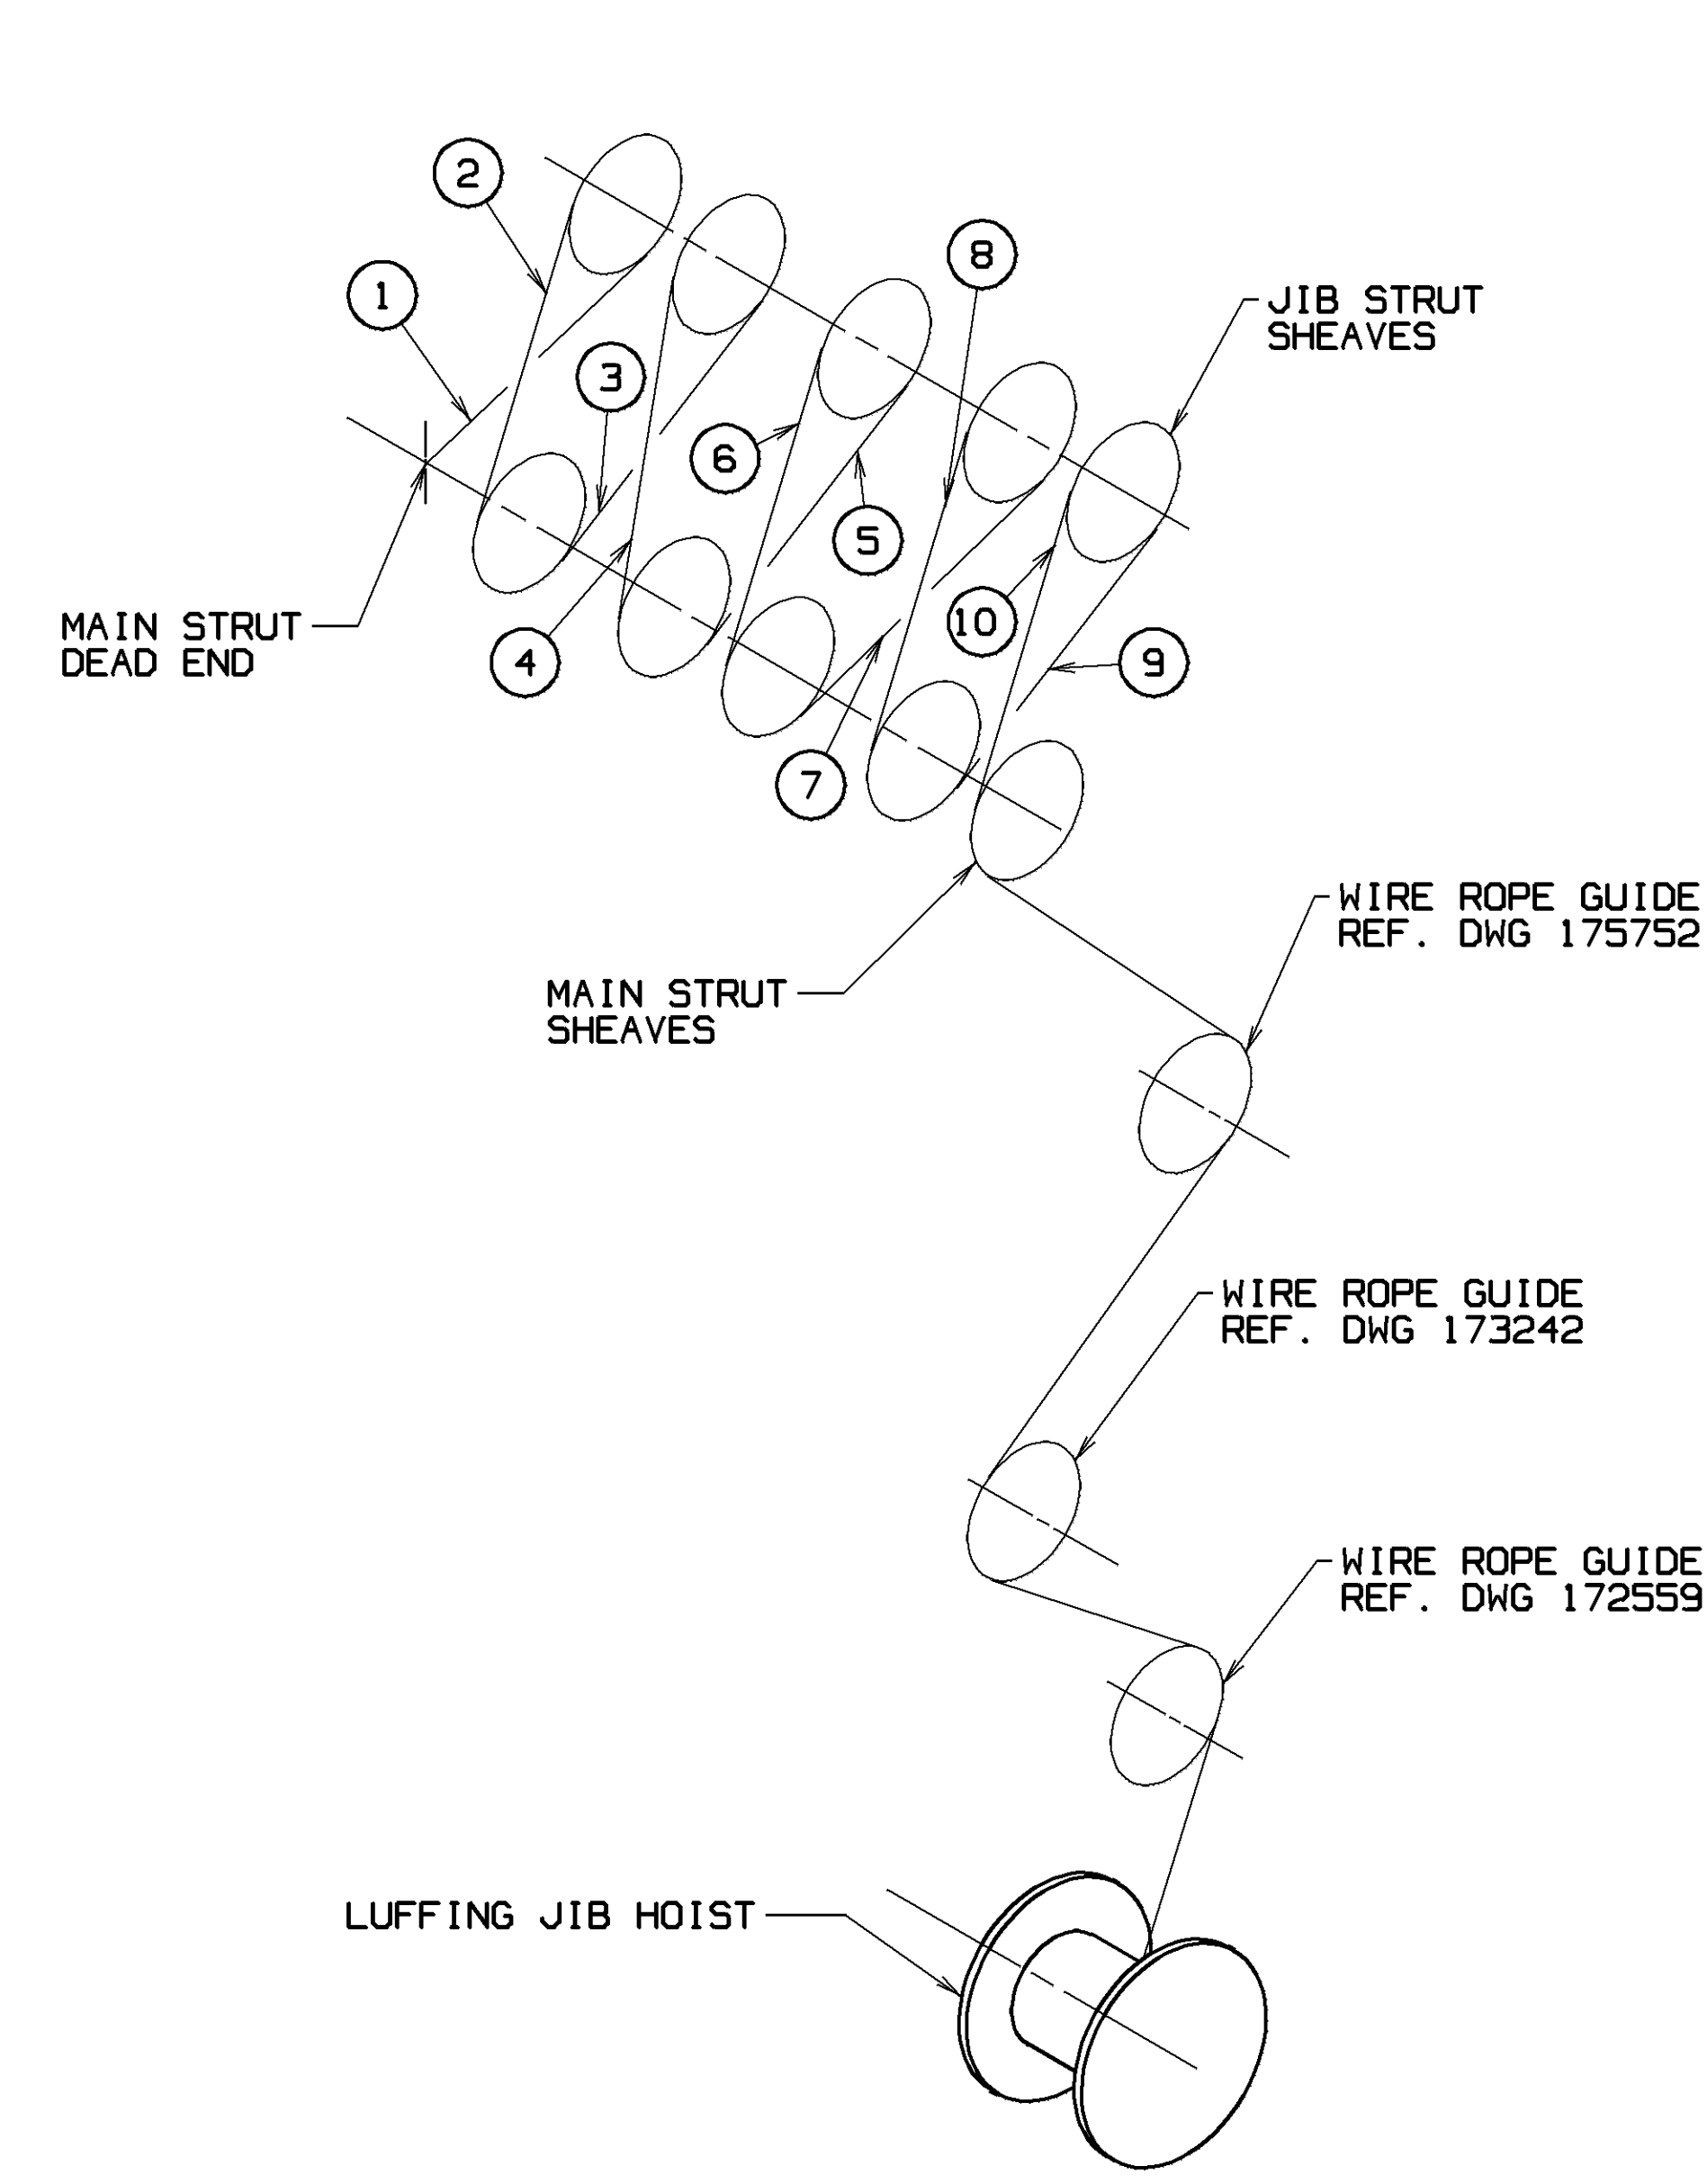 2
8
1
JIB STRUT
SHEAVES
3
6
5
10
MAIN STRUT
DEAD END
4
9
7
WIRE ROPE GUIDE
REF. DWG 175752
MAIN STRUT
SHEAVES
WIRE ROPE GUIDE
REF. DWG 173242
WIRE ROPE GUIDE
REF. DWG 172559
LUFFING JIB HOIST